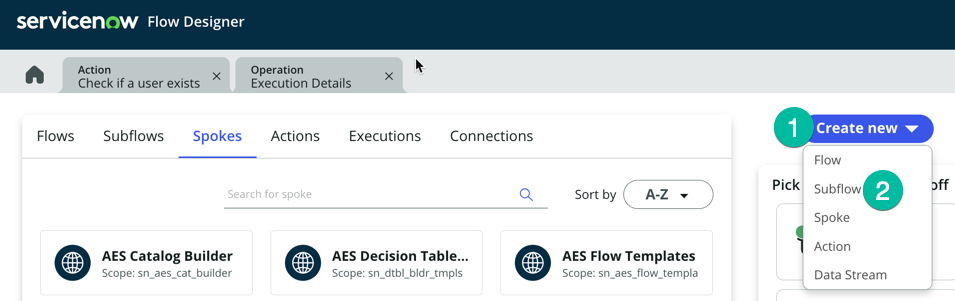 servicenow Flow Designer
Action
Check if a user exists
Operation
Execution Details
Flows Subflows Spokes Actions Executions Connections
1 Create new
Flow
Subflow 2
Spoke
Action
Data Stream
Pick off
Search for spoke
Sort by A-Z
AES Catalog Builder
Scope: sn_aes_cat_builder
AES Decision Table...
Scope: sn_dtbl_bldr_tmpls
AES Flow Templates
Scope: sn_aes_flow_templa